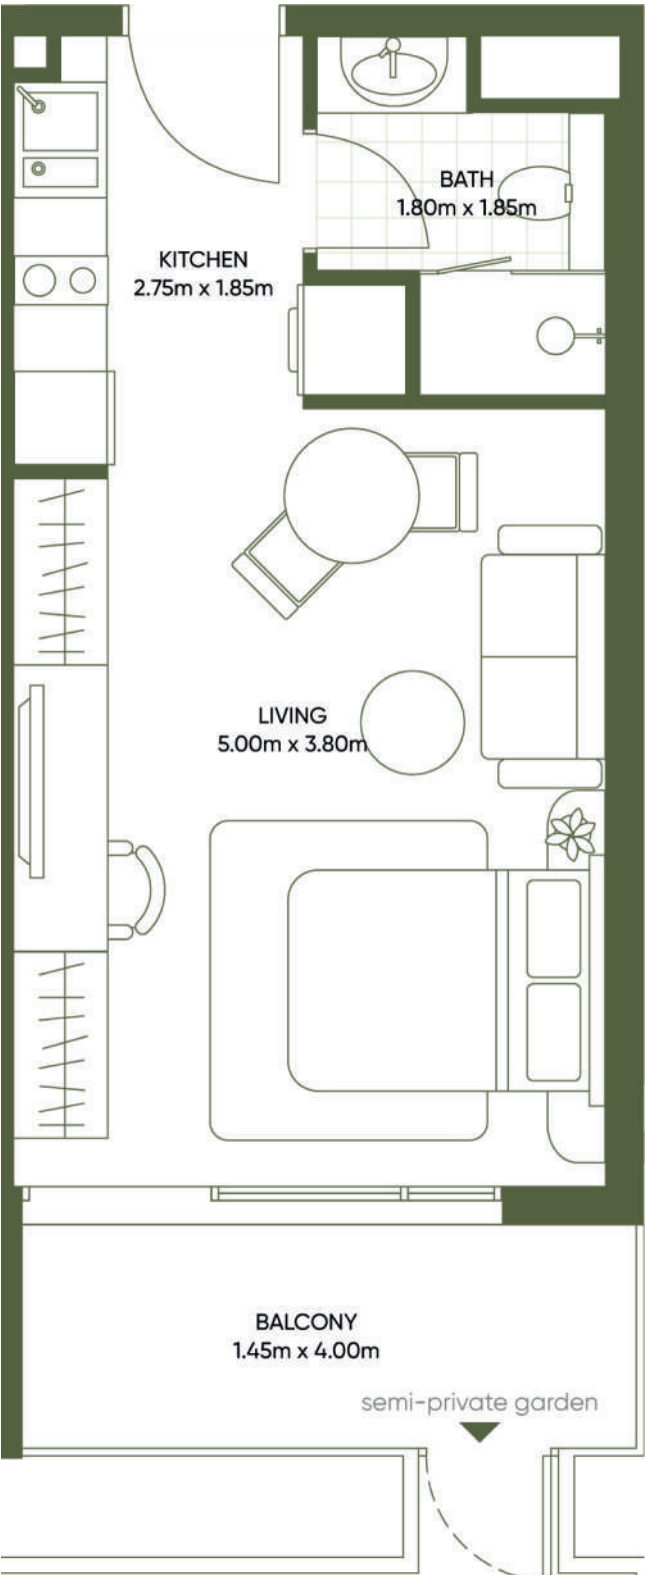 BATH
1.80m x 1.85m
KITCHEN
2.75m x 1.85m
LIVING
5.00m x 3.80m
BALCONY
1.45m x 4.00m
semi-private garden